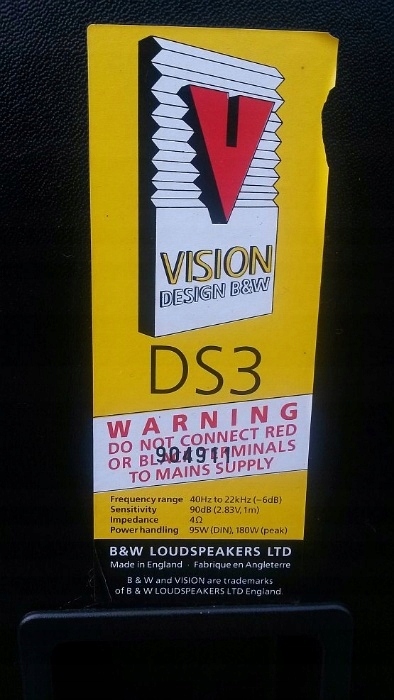 V
VISION
DESIGN B&W
DS3
WARNING
DO NOT CONNECT RED
OR BLACK TERMINALS
904911
TO MAINS SUPPLY
Frequency range 40Hz to 22kHz (-6dB)
Sensitivity 90dB (2.83V, 1m)
Impedance 4Ω
Power handling 95W (DIN), 180W (peak)
B&W LOUDSPEAKERS LTD
Made in England · Fabriqué en Angleterre
B & W and VISION are trademarks
of B & W LOUDSPEAKERS LTD England.